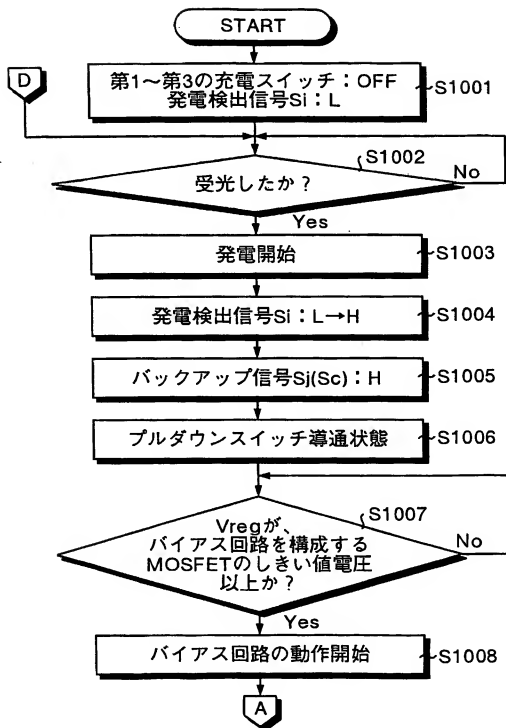 START
D
第1～第3の充電スイッチ：OFF
発電検出信号Si：L
S1001
S1002
受光したか？
No
Yes
発電開始
S1003
発電検出信号Si：L→H
S1004
バックアップ信号Sj(Sc)：H
S1005
プルダウンスイッチ導通状態
S1006
S1007
Vregが、
バイアス回路を構成する
MOSFETのしきい値電圧
以上か？
No
Yes
バイアス回路の動作開始
S1008
A